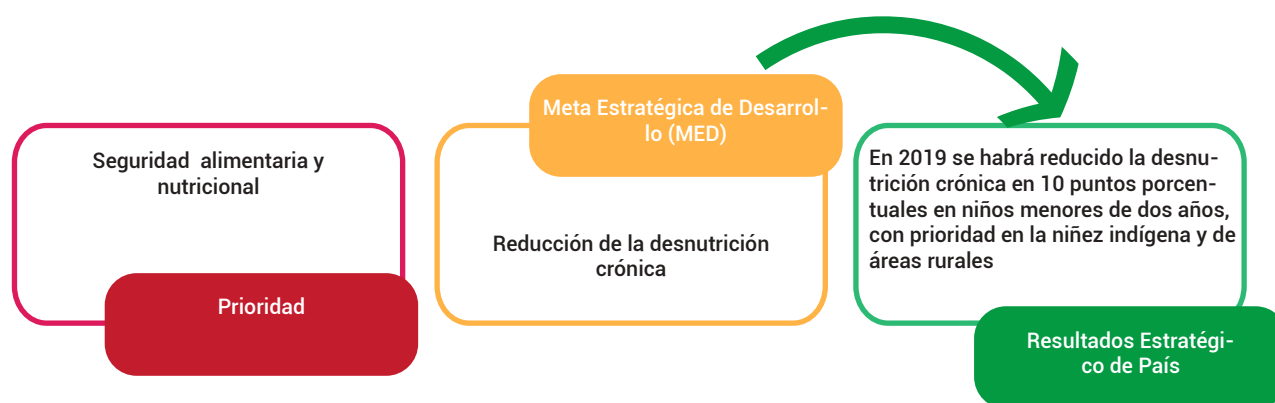 Seguridad alimentaria y
nutricional
Prioridad
Meta Estratégica de Desarrol-
lo (MED)
Reducción de la desnutrición
crónica
En 2019 se habrá reducido la desnu-
trición crónica en 10 puntos porcen-
tuales en niños menores de dos años,
con prioridad en la niñez indígena y de
áreas rurales
Resultados Estratégi-
co de País